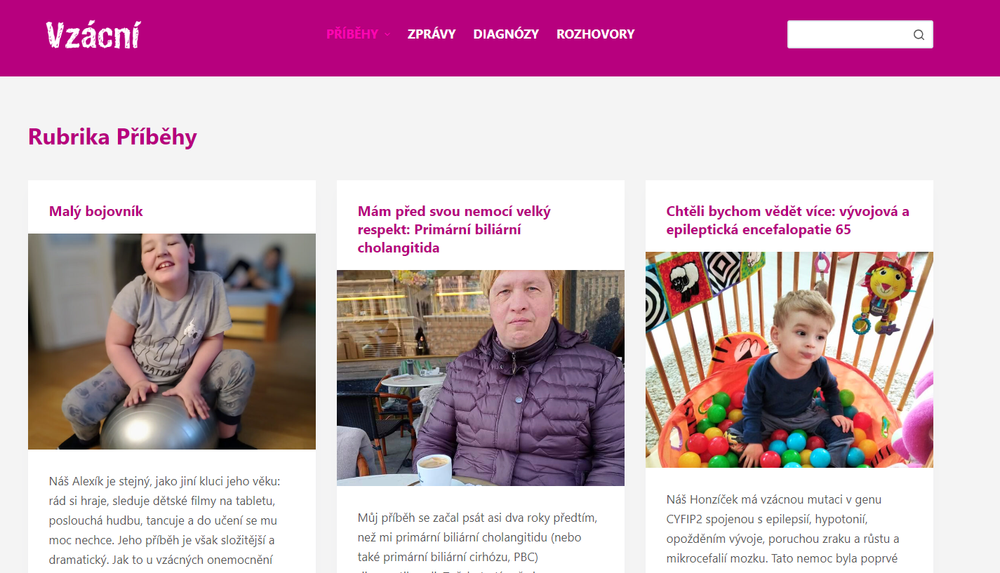 Vzácní
PŘÍBĚHY
ZPRÁVY
DIAGNÓZY
ROZHOVORY
Rubrika Příběhy
Malý bojovník
Náš Alexík je stejný, jako jiní kluci jeho věku:
rád si hraje, sleduje dětské filmy na tabletu,
poslouchá hudbu, tancuje a do učení se mu
moc nechce. Jeho příběh je však složitější a
dramatický. Jak to u vzácných onemocnění
Mám před svou nemocí velký
respekt: Primární biliární
cholangitida
Můj příběh se začal psát asi dva roky předtím,
než mi primární biliární cholangitidu (nebo
také primární biliární cirhózu, PBC)
Chtěli bychom vědět více: vývojová a
epileptická encefalopatie 65
Náš Honzíček má vzácnou mutaci v genu
CYFIP2 spojenou s epilepsií, hypotonií,
opožděním vývoje, poruchou zraku a růstu a
mikrocefalií mozku. Tato nemoc byla poprvé